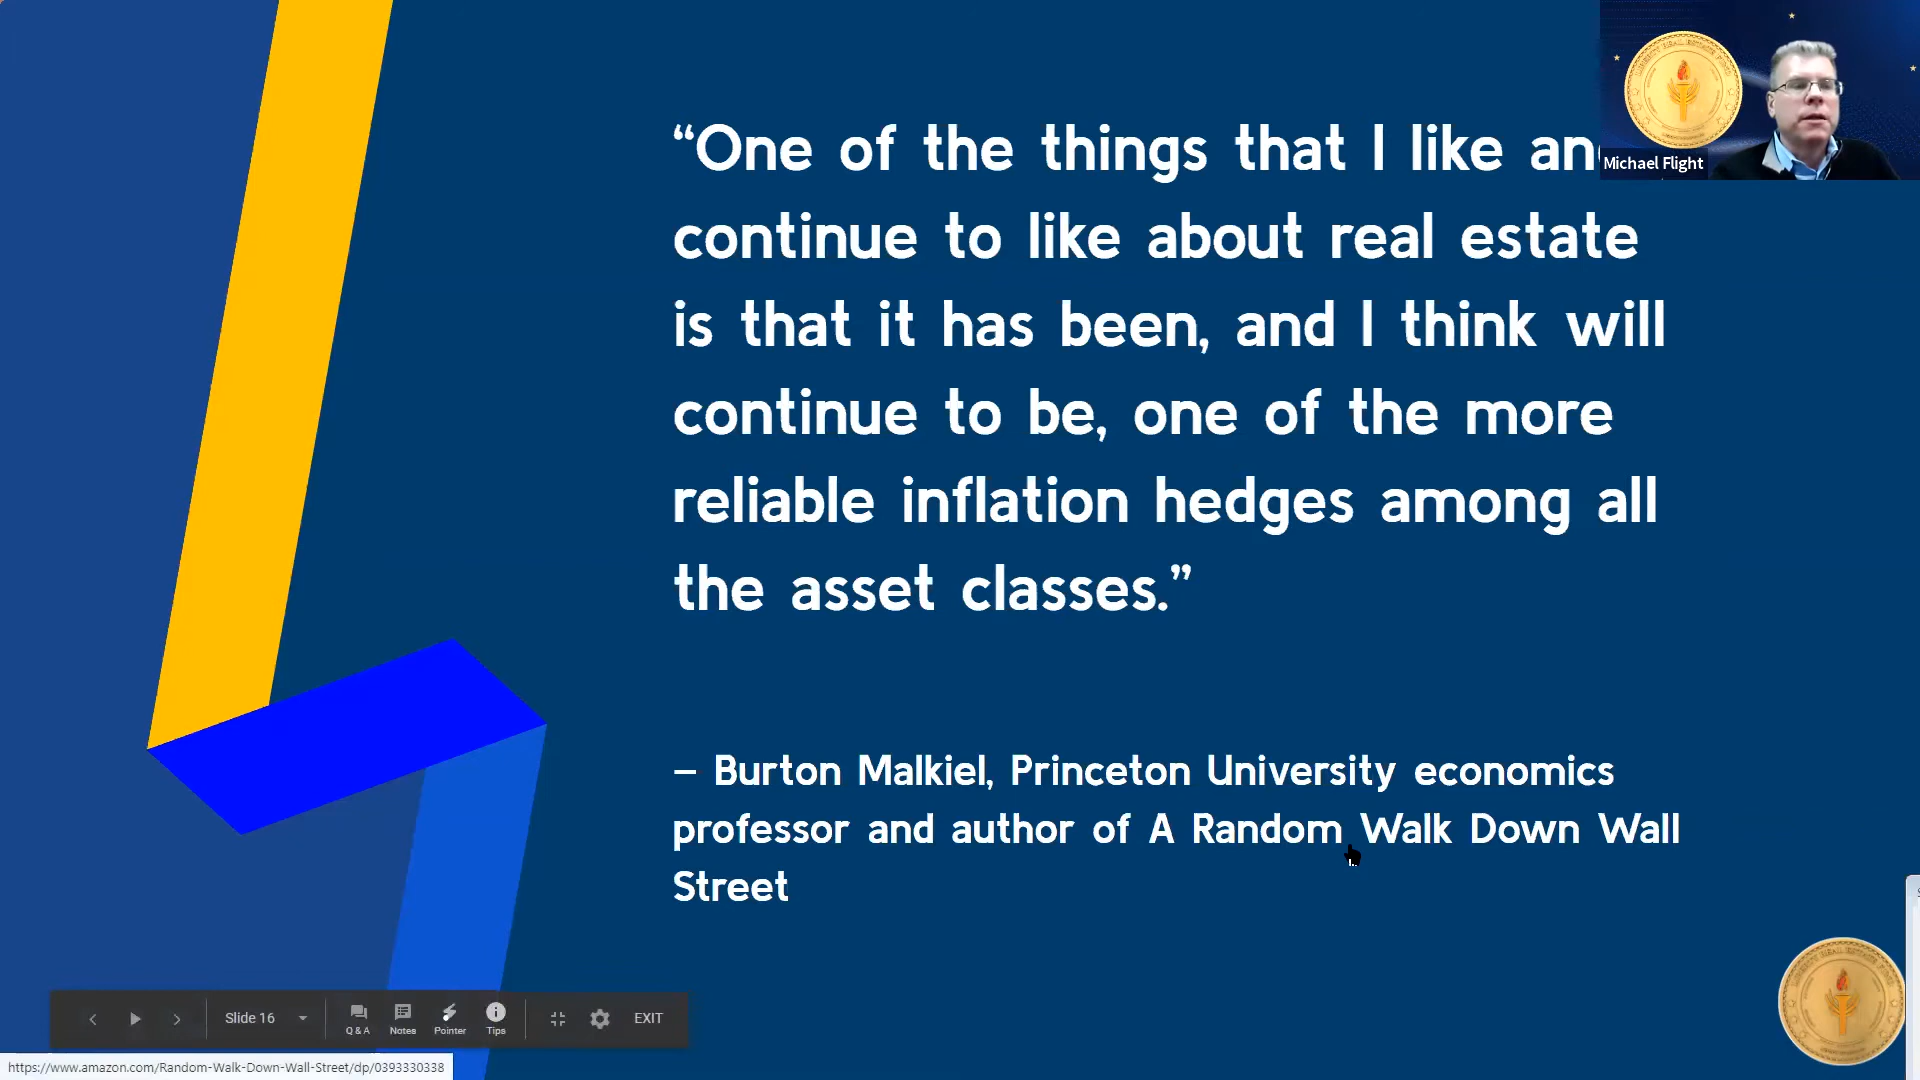 “One of the things that I like an
continue to like about real estate
is that it has been, and I think will
continue to be, one of the more
reliable inflation hedges among all
the asset classes.”
– Burton Malkiel, Princeton University economics
professor and author of A Random Walk Down Wall
Street
Michael Flight
Slide 16
Q & A
Notes
Pointer
Tips
EXIT
https://www.amazon.com/Random-Walk-Down-Wall-Street/dp/0393330338